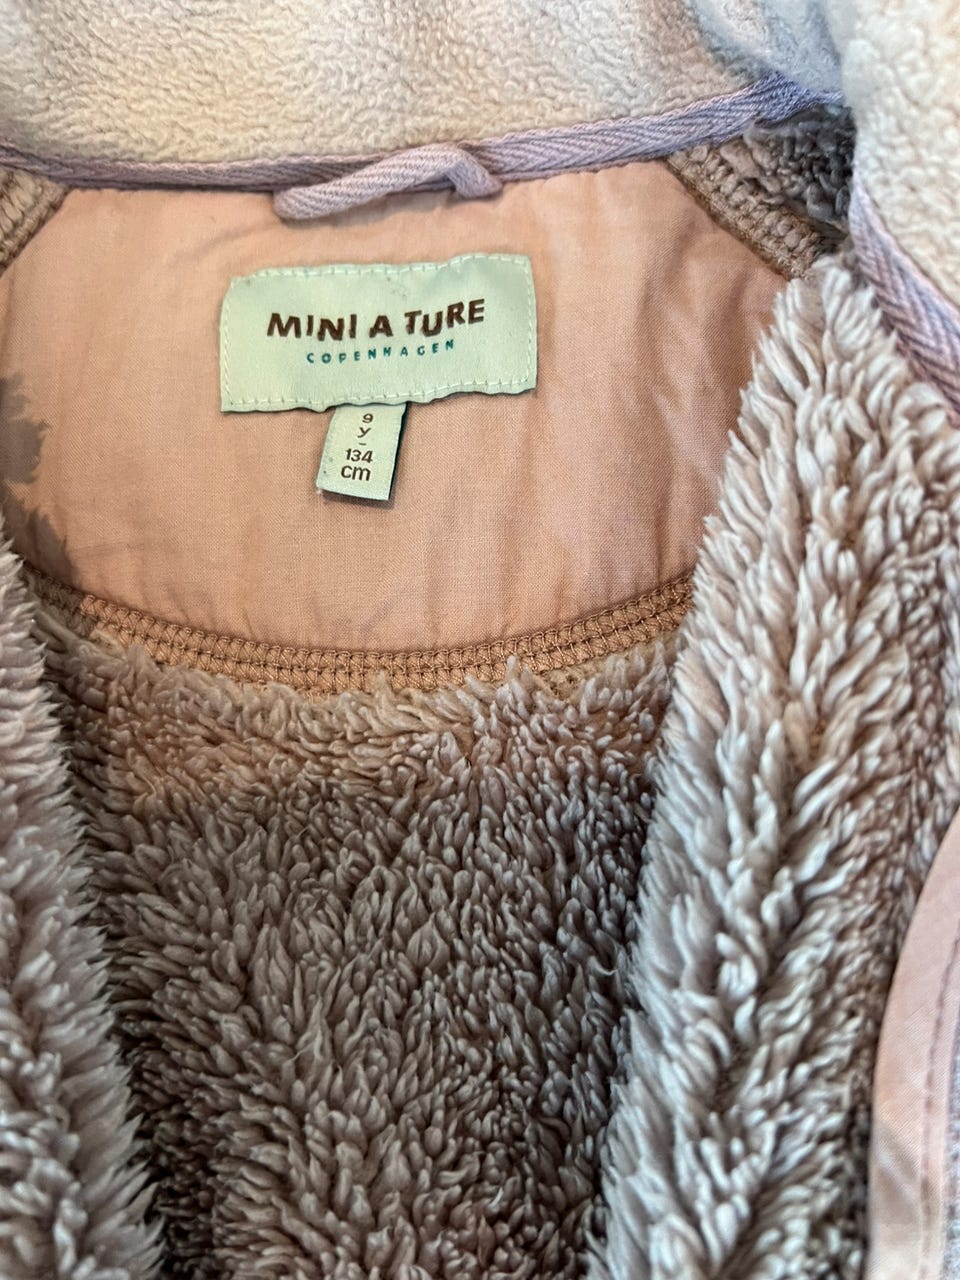 MINI A TURE
COPENHAGEN
9
y
-
134
cm